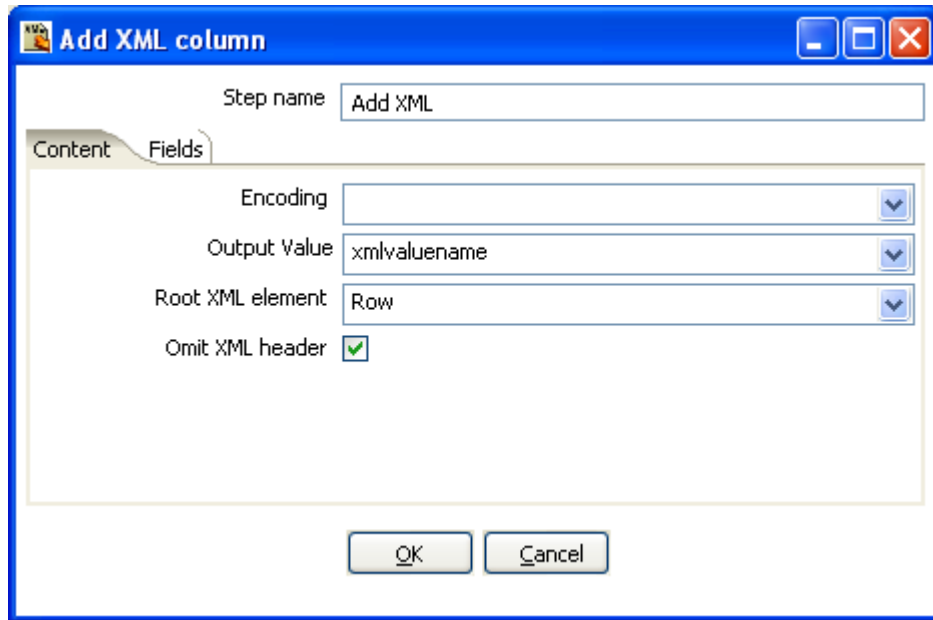 Add XML column
Step name Add XML
Content Fields
Encoding
Output Value xmlvaluename
Root XML element Row
Omit XML header
OK Cancel